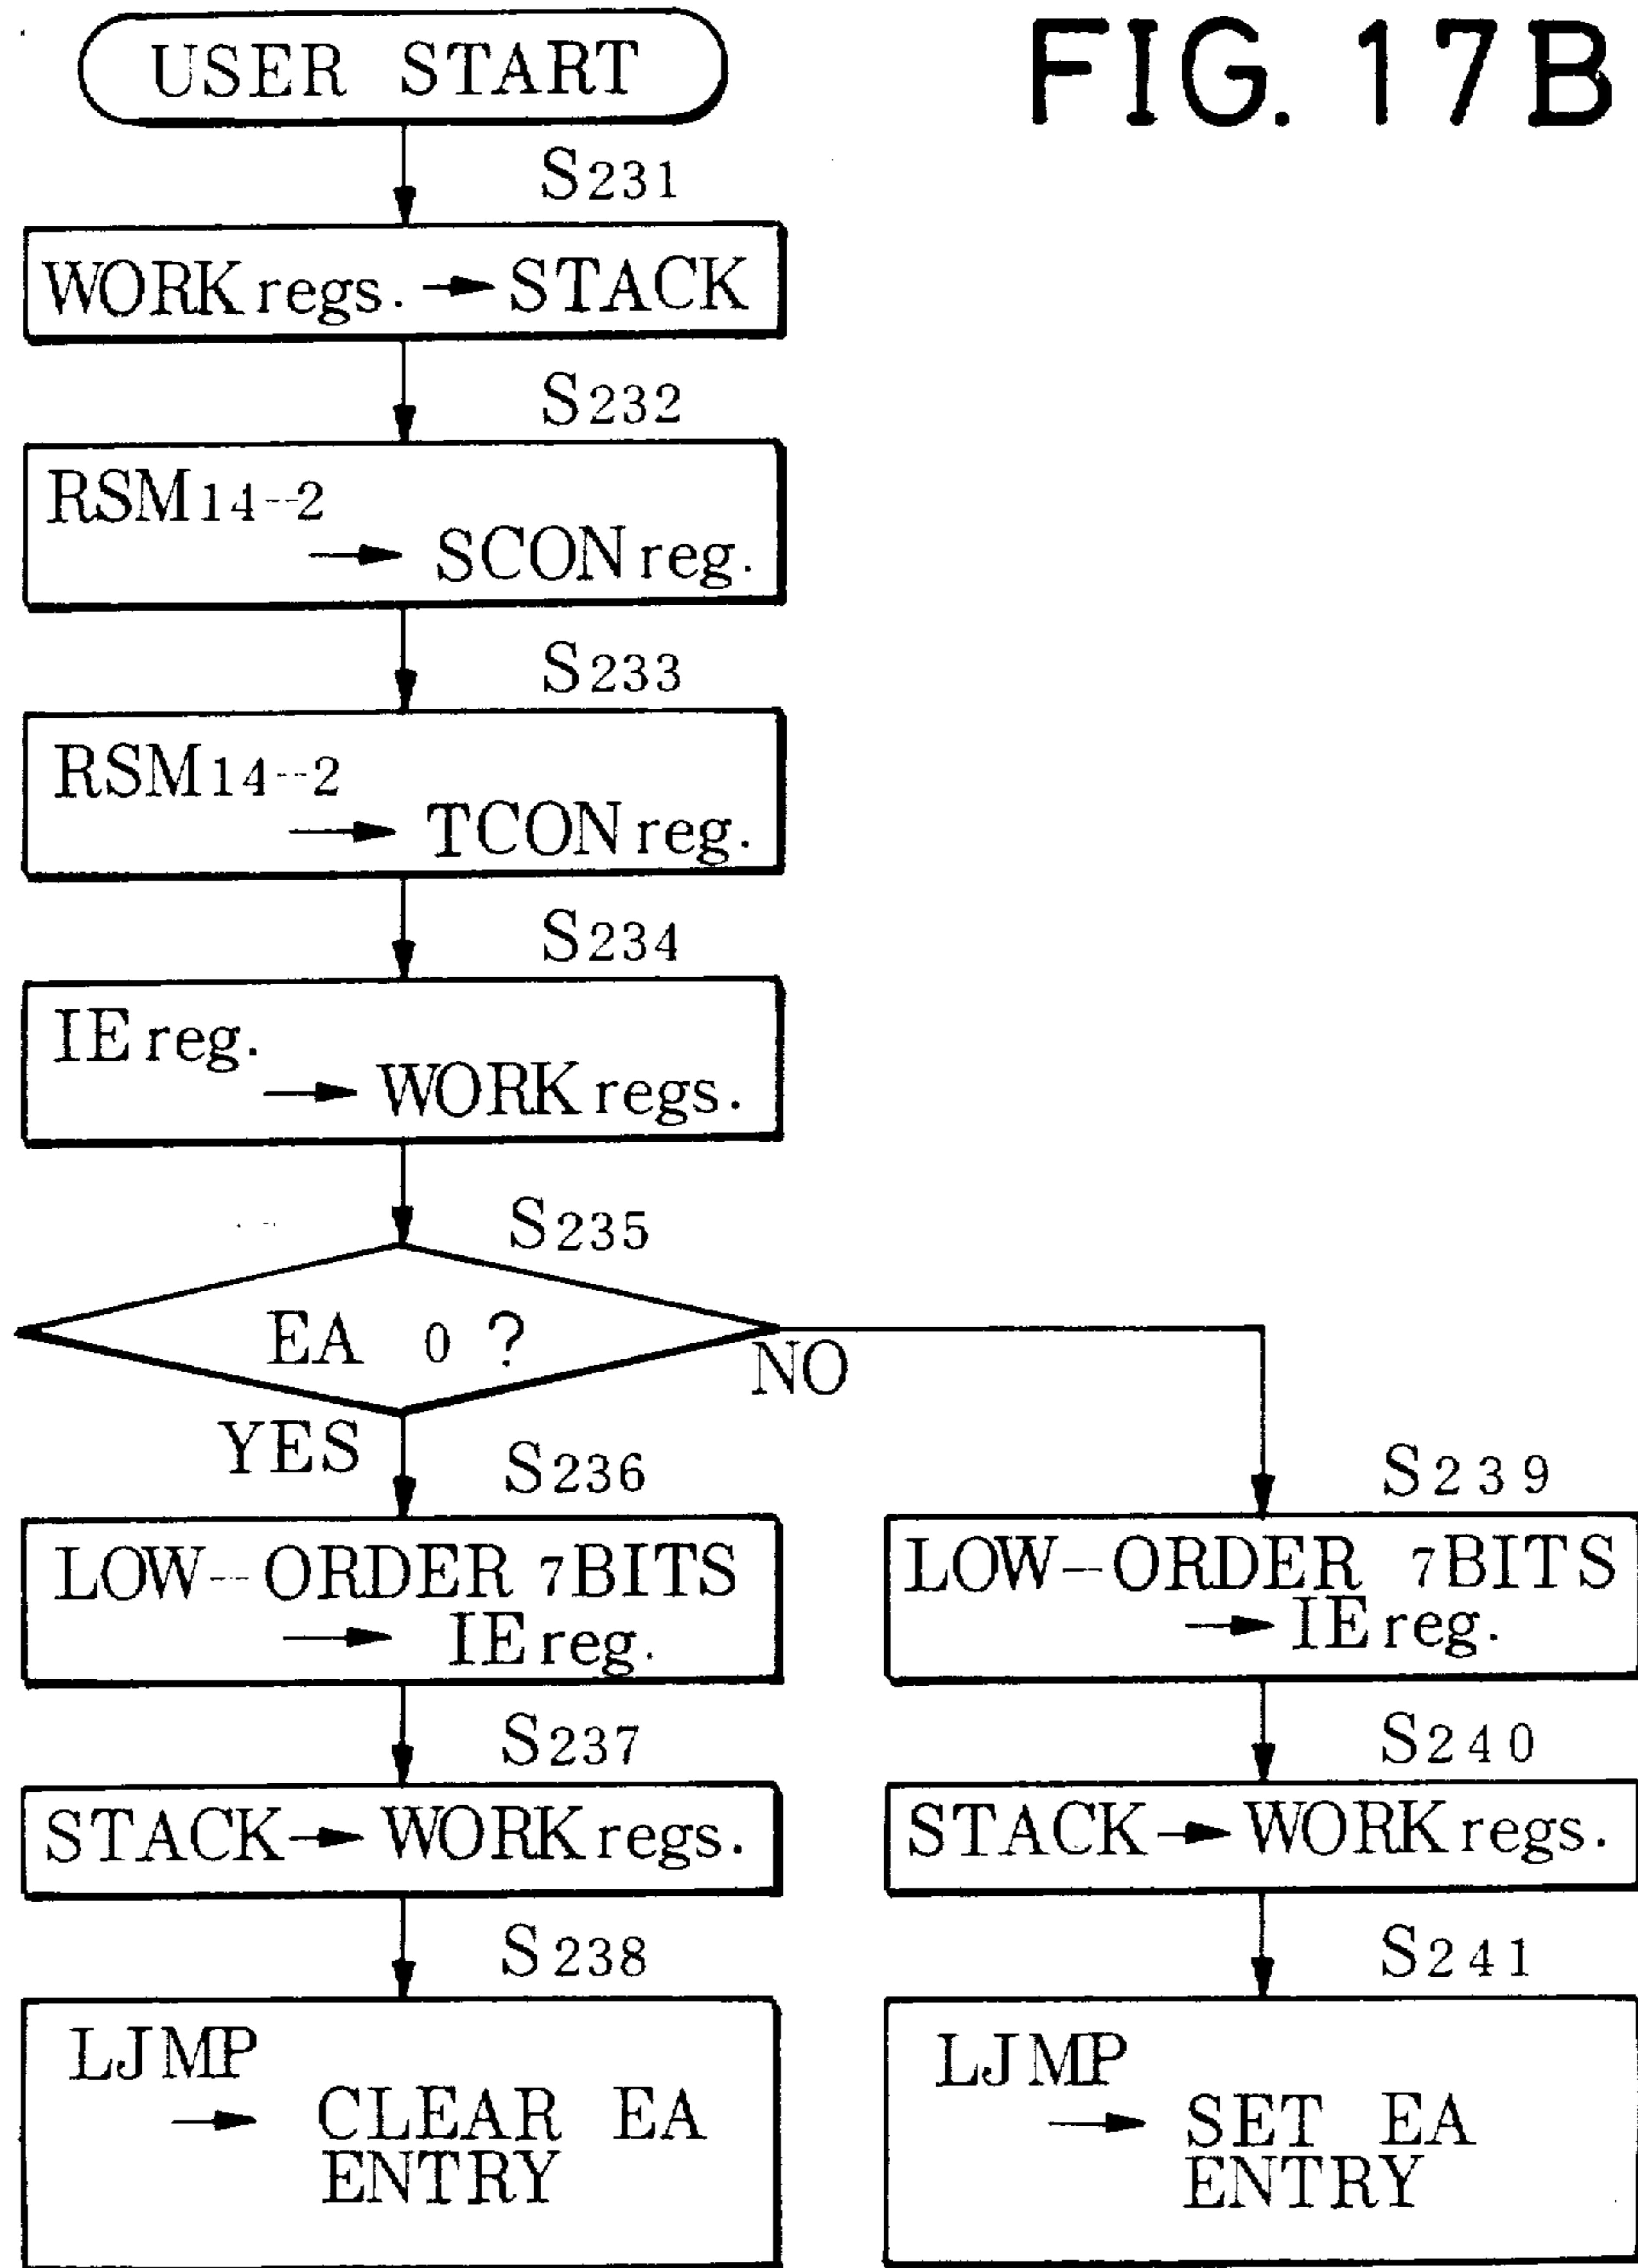 FIG. 17B
USER START
S231
WORK regs. → STACK
S232
RSM14--2
→ SCON reg.
S233
RSM14--2
→ TCON reg.
S234
IE reg.
→ WORK regs.
S235
EA 0 ?
NO
YES
S236
LOW--ORDER 7BITS
→ IE reg.
S237
STACK → WORK regs.
S238
LJMP
→ CLEAR EA
ENTRY
S239
LOW-ORDER 7BITS
→ IE reg.
S240
STACK → WORK regs.
S241
LJMP
→ SET EA
ENTRY